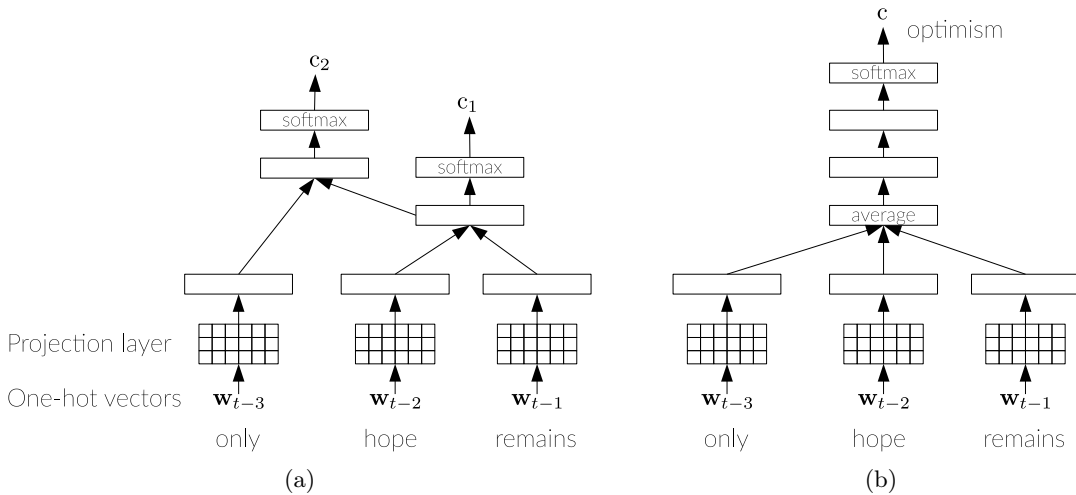 c₂
softmax
c₁
softmax
Projection layer
One-hot vectors
wₜ₋₃ wₜ₋₂ wₜ₋₁
only hope remains
(a)
c optimism
softmax
average
wₜ₋₃ wₜ₋₂ wₜ₋₁
only hope remains
(b)